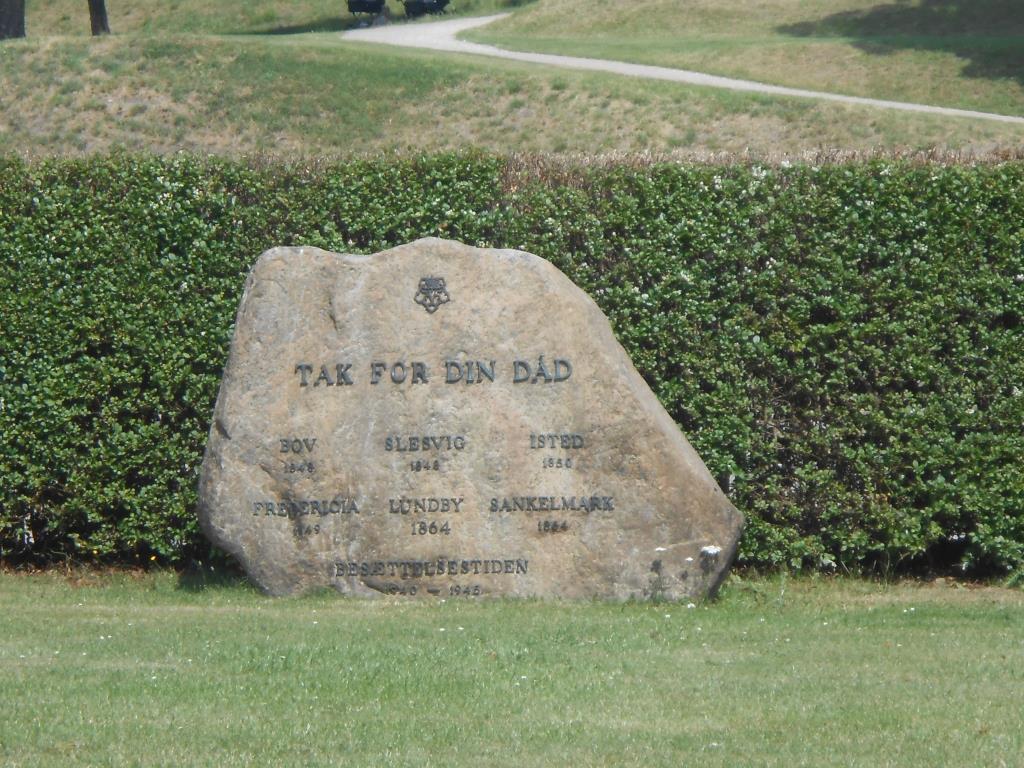 TAK FOR DIN DÅD
BOV SLESVIG ISTED
1848 1848 1850
FREDERICIA LUNDBY SANKELMARK
1849 1864 1864
BESÆTTELSESTIDEN
1940 – 1945